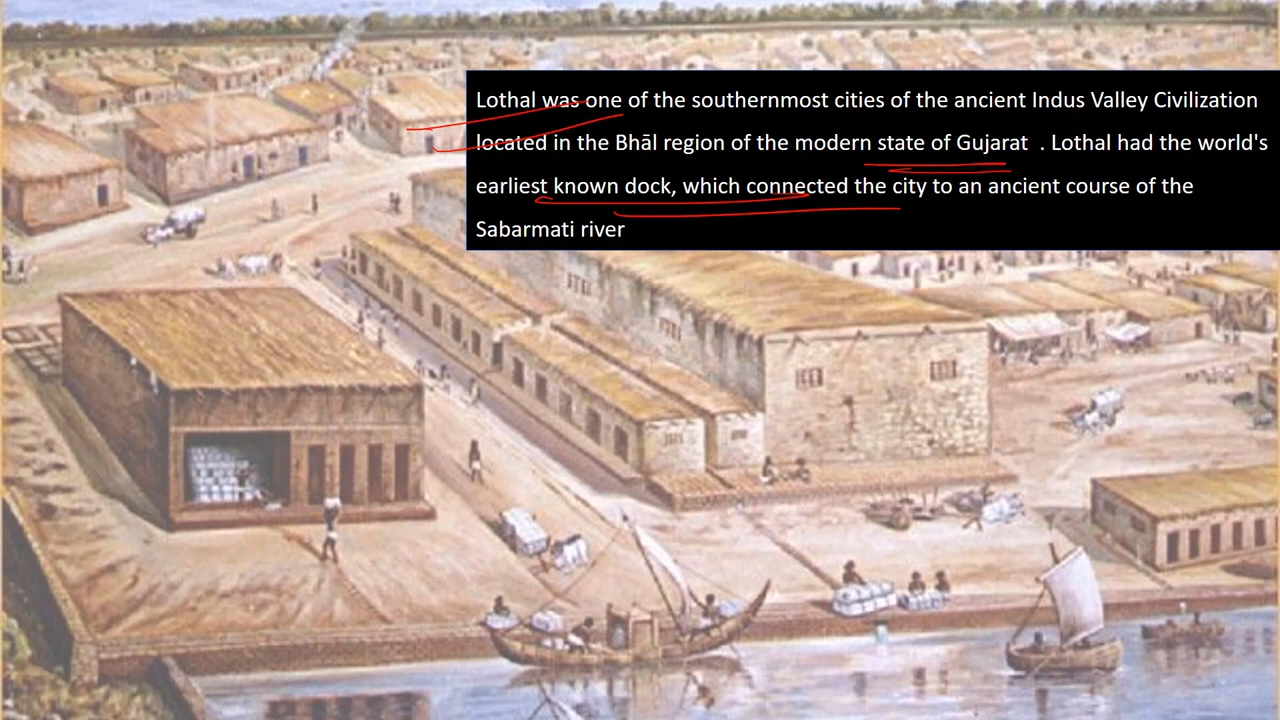 Lothal was one of the southernmost cities of the ancient Indus Valley Civilization
located in the Bhāl region of the modern state of Gujarat  . Lothal had the world's
earliest known dock, which connected the city to an ancient course of the
Sabarmati river